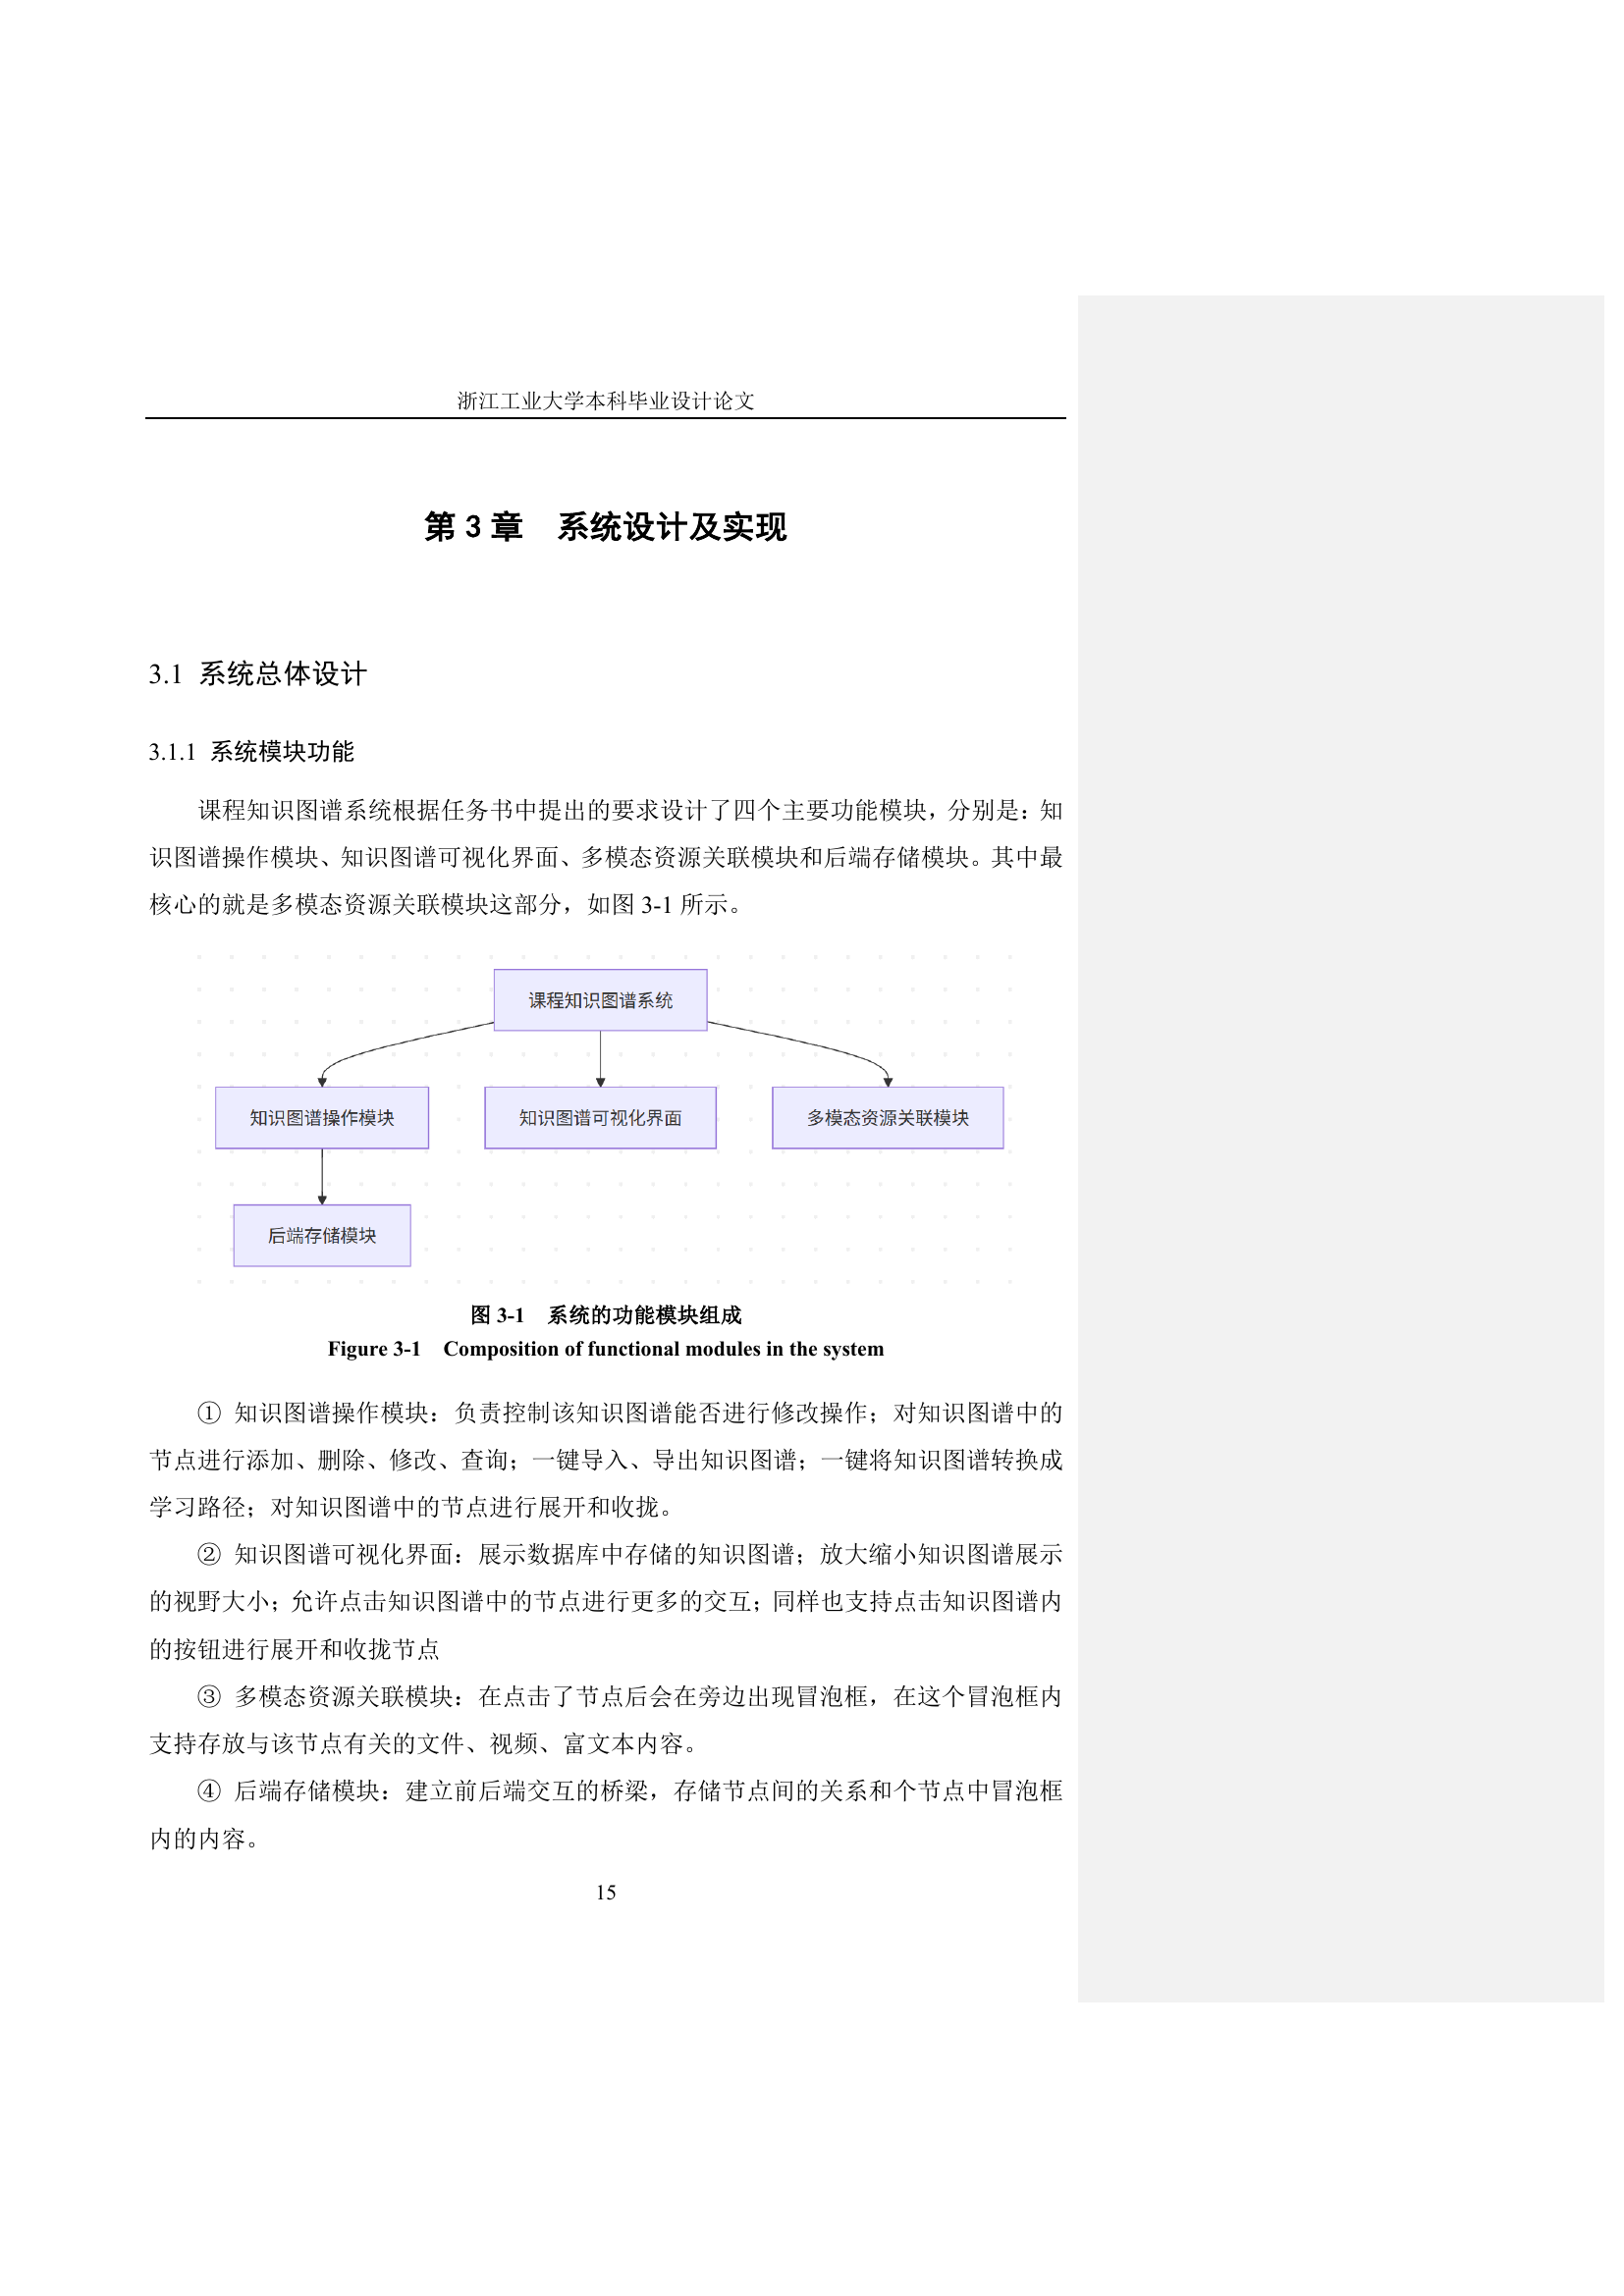 浙江工业大学本科毕业设计论文
第 3 章　系统设计及实现
3.1 系统总体设计
3.1.1 系统模块功能
课程知识图谱系统根据任务书中提出的要求设计了四个主要功能模块，分别是：知
识图谱操作模块、知识图谱可视化界面、多模态资源关联模块和后端存储模块。其中最
核心的就是多模态资源关联模块这部分，如图 3-1 所示。
课程知识图谱系统
知识图谱操作模块
知识图谱可视化界面
多模态资源关联模块
后端存储模块
图 3-1　系统的功能模块组成
Figure 3-1　Composition of functional modules in the system
① 知识图谱操作模块：负责控制该知识图谱能否进行修改操作；对知识图谱中的
节点进行添加、删除、修改、查询；一键导入、导出知识图谱；一键将知识图谱转换成
学习路径；对知识图谱中的节点进行展开和收拢。
② 知识图谱可视化界面：展示数据库中存储的知识图谱；放大缩小知识图谱展示
的视野大小；允许点击知识图谱中的节点进行更多的交互；同样也支持点击知识图谱内
的按钮进行展开和收拢节点
③ 多模态资源关联模块：在点击了节点后会在旁边出现冒泡框，在这个冒泡框内
支持存放与该节点有关的文件、视频、富文本内容。
④ 后端存储模块：建立前后端交互的桥梁，存储节点间的关系和个节点中冒泡框
内的内容。
15